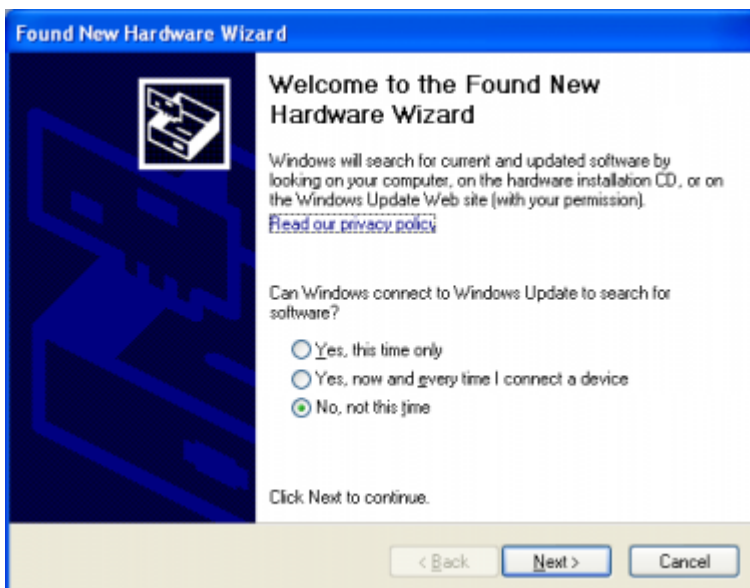 Found New Hardware Wizard
Welcome to the Found New
Hardware Wizard
Windows will search for current and updated software by
looking on your computer, on the hardware installation CD, or on
the Windows Update Web site (with your permission).
Read our privacy policy
Can Windows connect to Windows Update to search for
software?
Yes, this time only
Yes, now and every time I connect a device
No, not this time
Click Next to continue.
< Back
Next >
Cancel